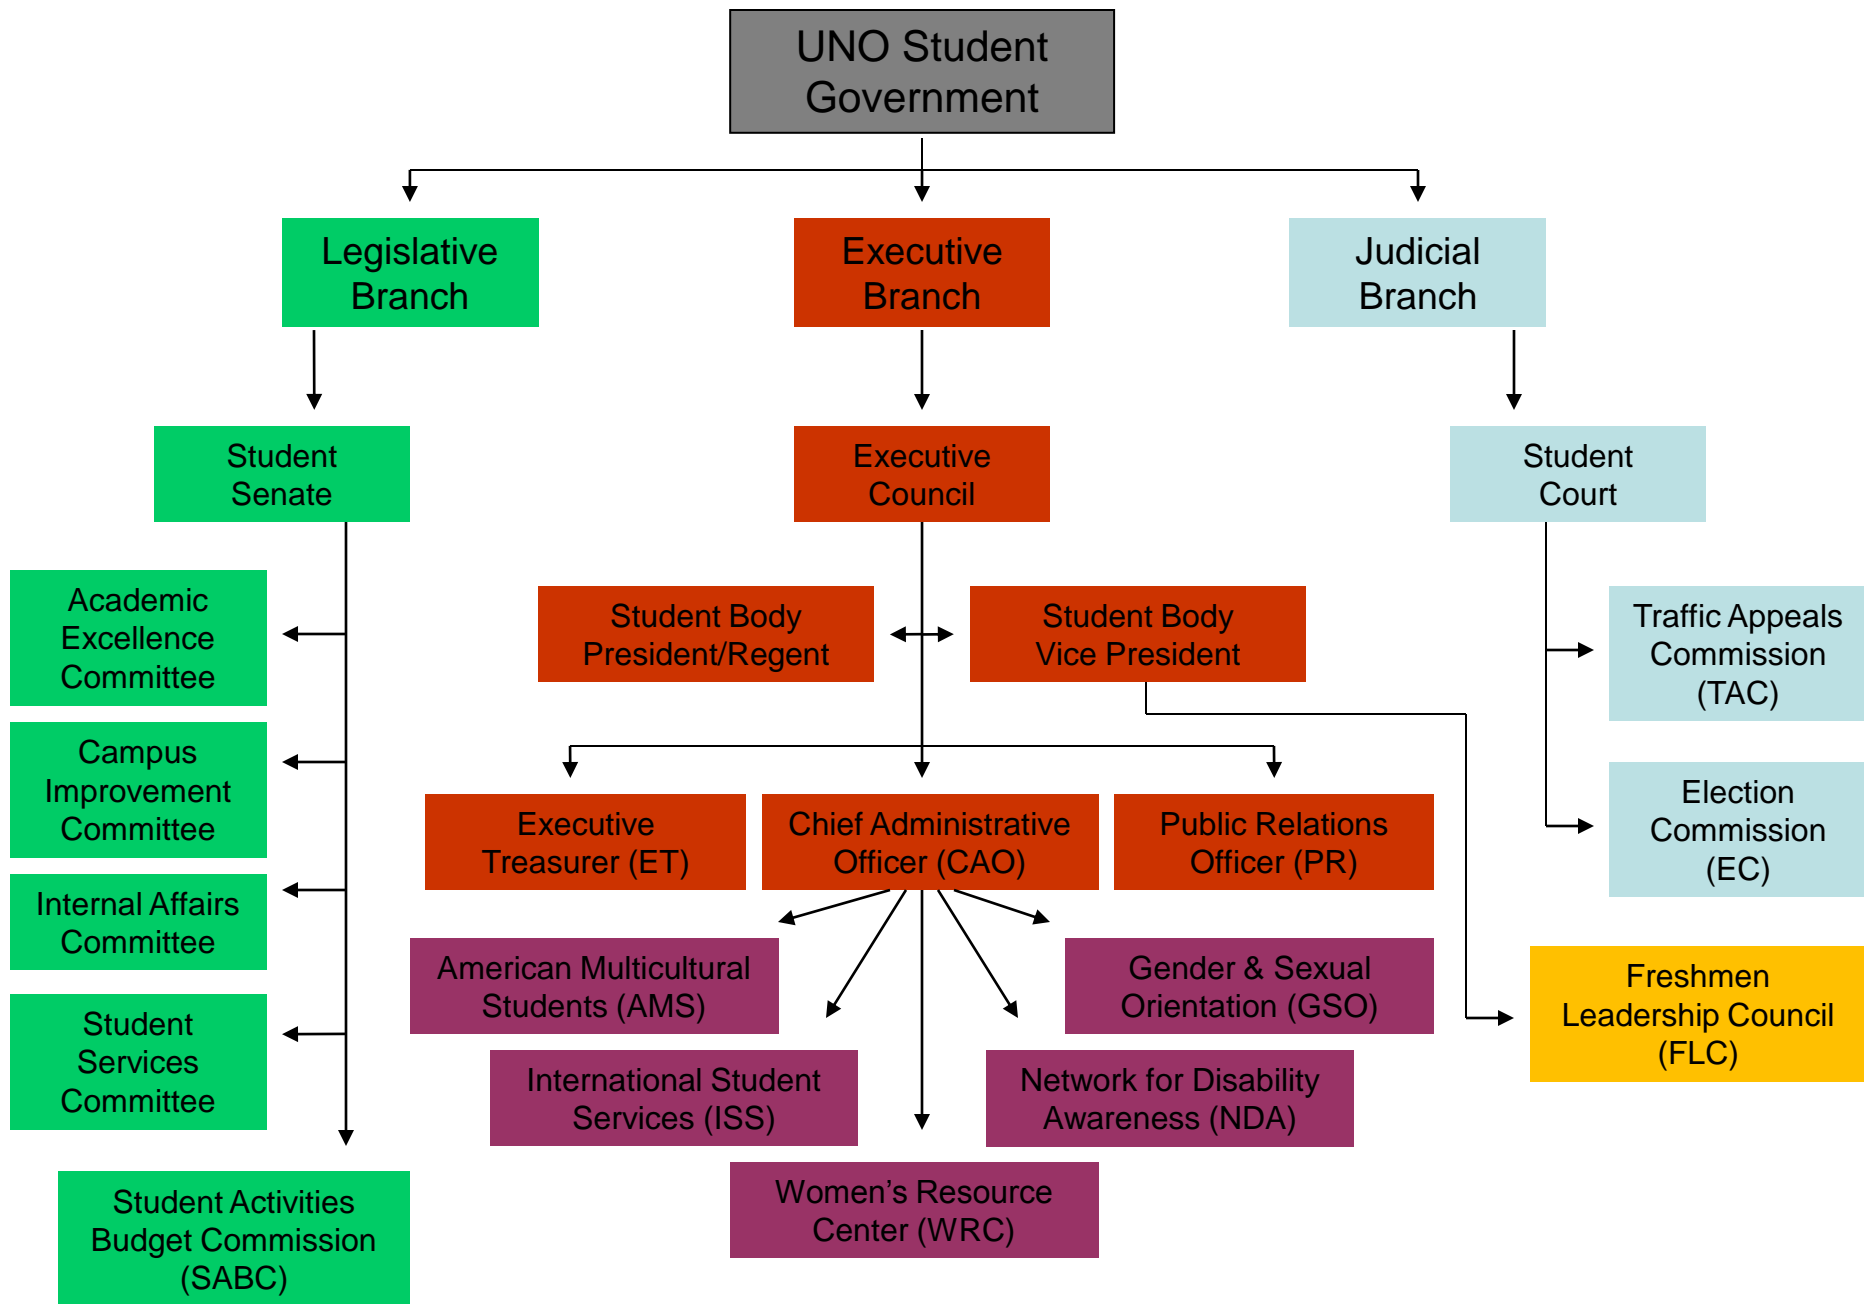 UNO Student
Government
Legislative
Branch
Executive
Branch
Judicial
Branch
Student
Senate
Executive
Council
Student
Court
Academic
Excellence
Committee
Campus
Improvement
Committee
Internal Affairs
Committee
Student
Services
Committee
Student Activities
Budget Commission
(SABC)
Student Body
President/Regent
Student Body
Vice President
Executive
Treasurer (ET)
Chief Administrative
Officer (CAO)
Public Relations
Officer (PR)
American Multicultural
Students (AMS)
Gender & Sexual
Orientation (GSO)
International Student
Services (ISS)
Network for Disability
Awareness (NDA)
Women’s Resource
Center (WRC)
Traffic Appeals
Commission
(TAC)
Election
Commission
(EC)
Freshmen
Leadership Council
(FLC)